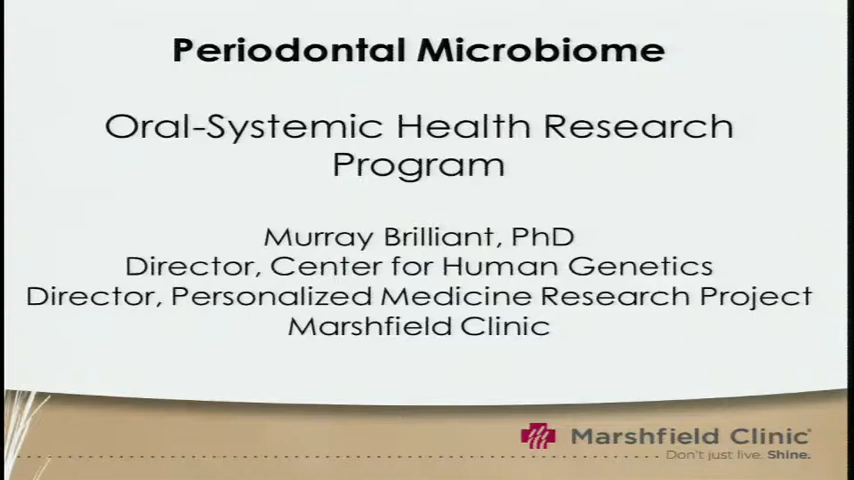 Periodontal Microbiome
Oral-Systemic Health Research
Program
Murray Brilliant, PhD
Director, Center for Human Genetics
Director, Personalized Medicine Research Project
Marshfield Clinic
Marshfield Clinic®
Don't just live. Shine.